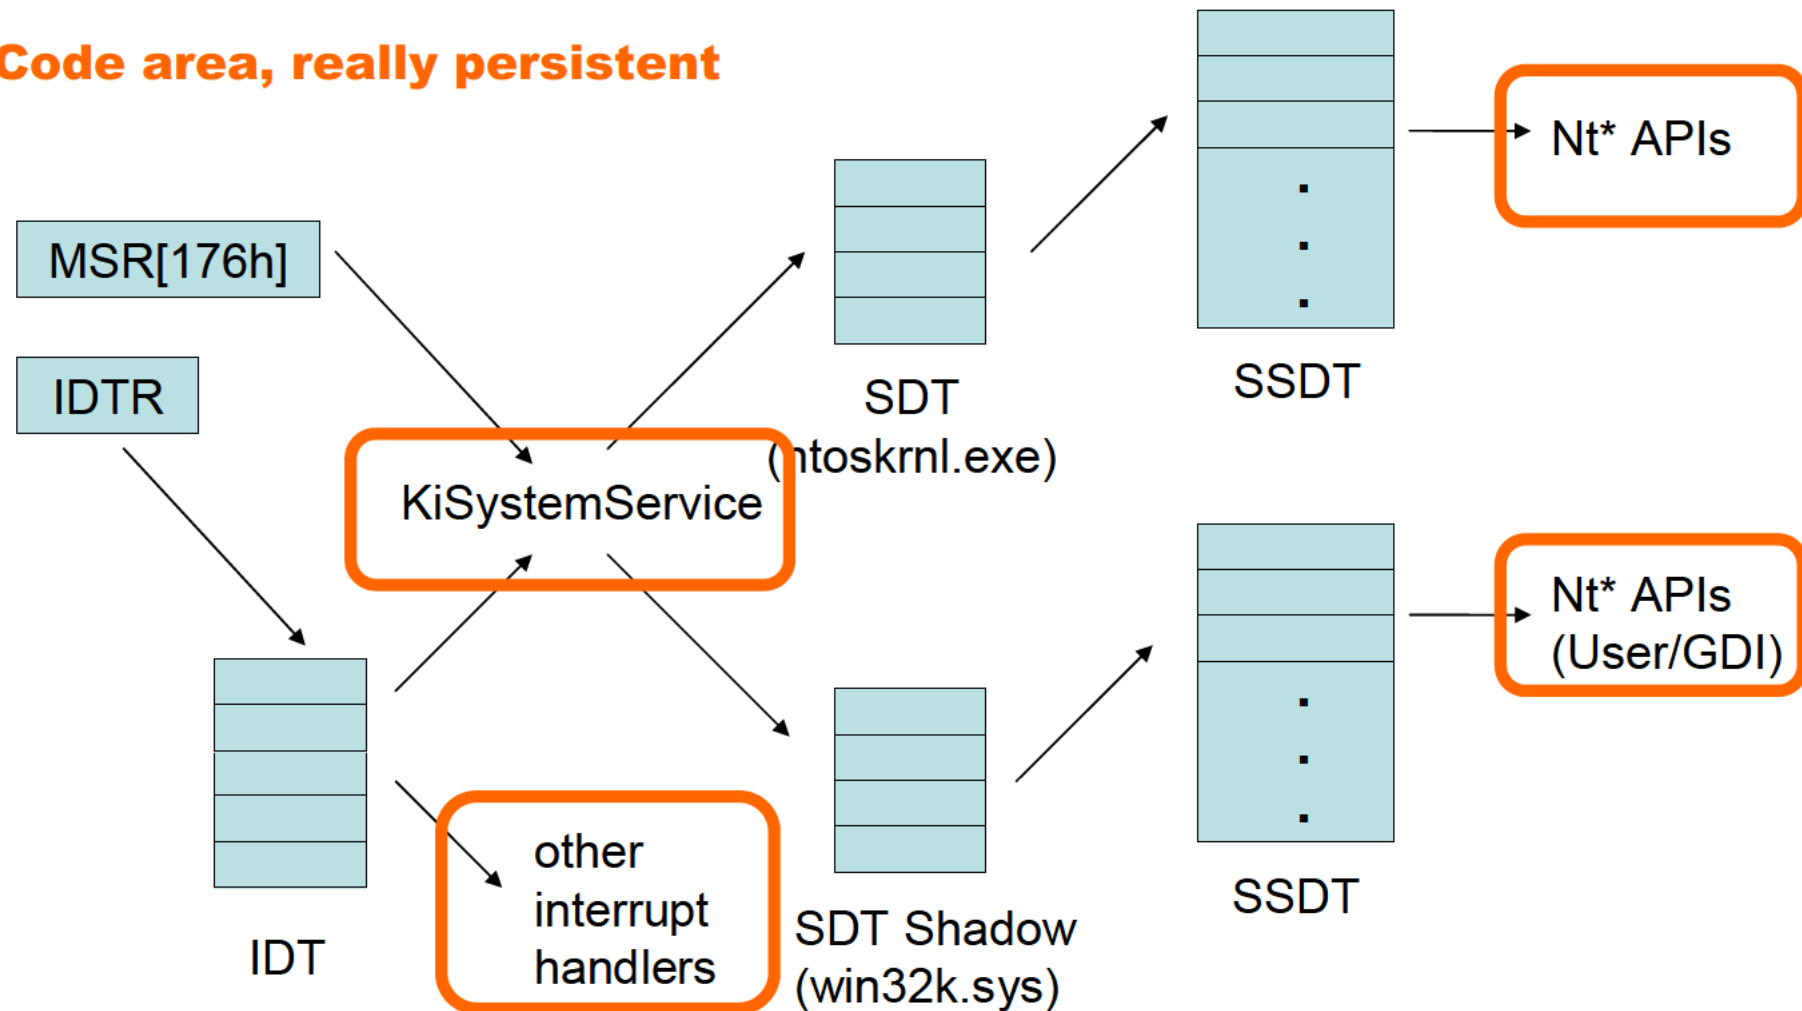 Code area, really persistent
Nt* APIs
MSR[176h]
IDTR
SDT
(ntoskrnl.exe)
SSDT
KiSystemService
Nt* APIs
(User/GDI)
other
interrupt
handlers
IDT
SDT Shadow
(win32k.sys)
SSDT